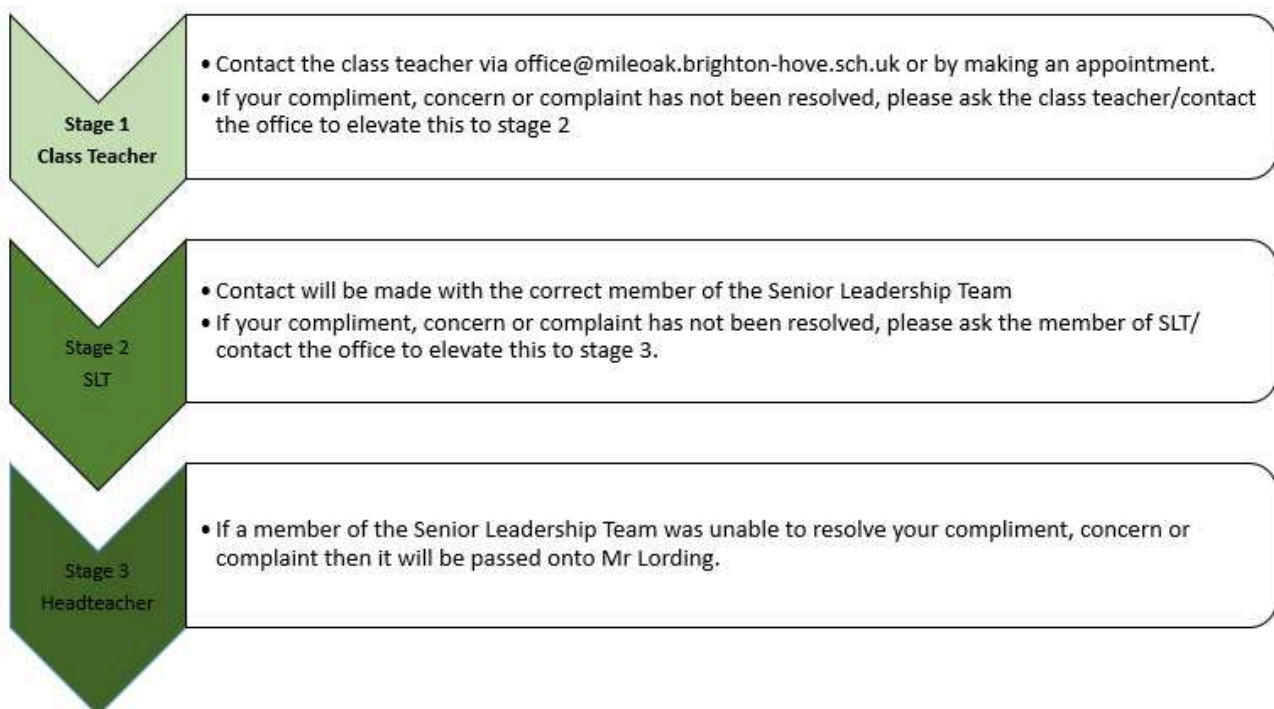 Stage 1
Class Teacher
• Contact the class teacher via office@mileoak.brighton-hove.sch.uk or by making an appointment.
• If your compliment, concern or complaint has not been resolved, please ask the class teacher/contact
the office to elevate this to stage 2
Stage 2
SLT
• Contact will be made with the correct member of the Senior Leadership Team
• If your compliment, concern or complaint has not been resolved, please ask the member of SLT/
contact the office to elevate this to stage 3.
Stage 3
Headteacher
• If a member of the Senior Leadership Team was unable to resolve your compliment, concern or
complaint then it will be passed onto Mr Lording.